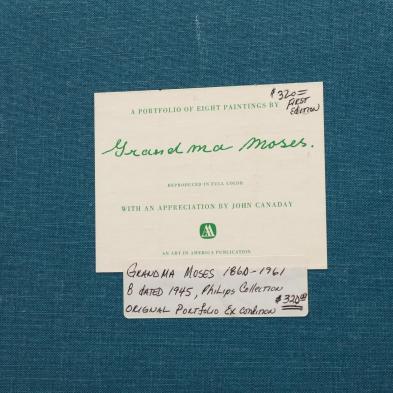 A PORTFOLIO OF EIGHT PAINTINGS BY
$320=
FIRST
EDITION
Grandma Moses.
REPRODUCED IN FULL COLOR
WITH AN APPRECIATION BY JOHN CANADAY
AN ART IN AMERICA PUBLICATION
GRANDMA MOSES 1860-1961
8 DATED 1945, PhiLips Collection
ORIGNAL PORTfoLio Ex CONDITION $320.00